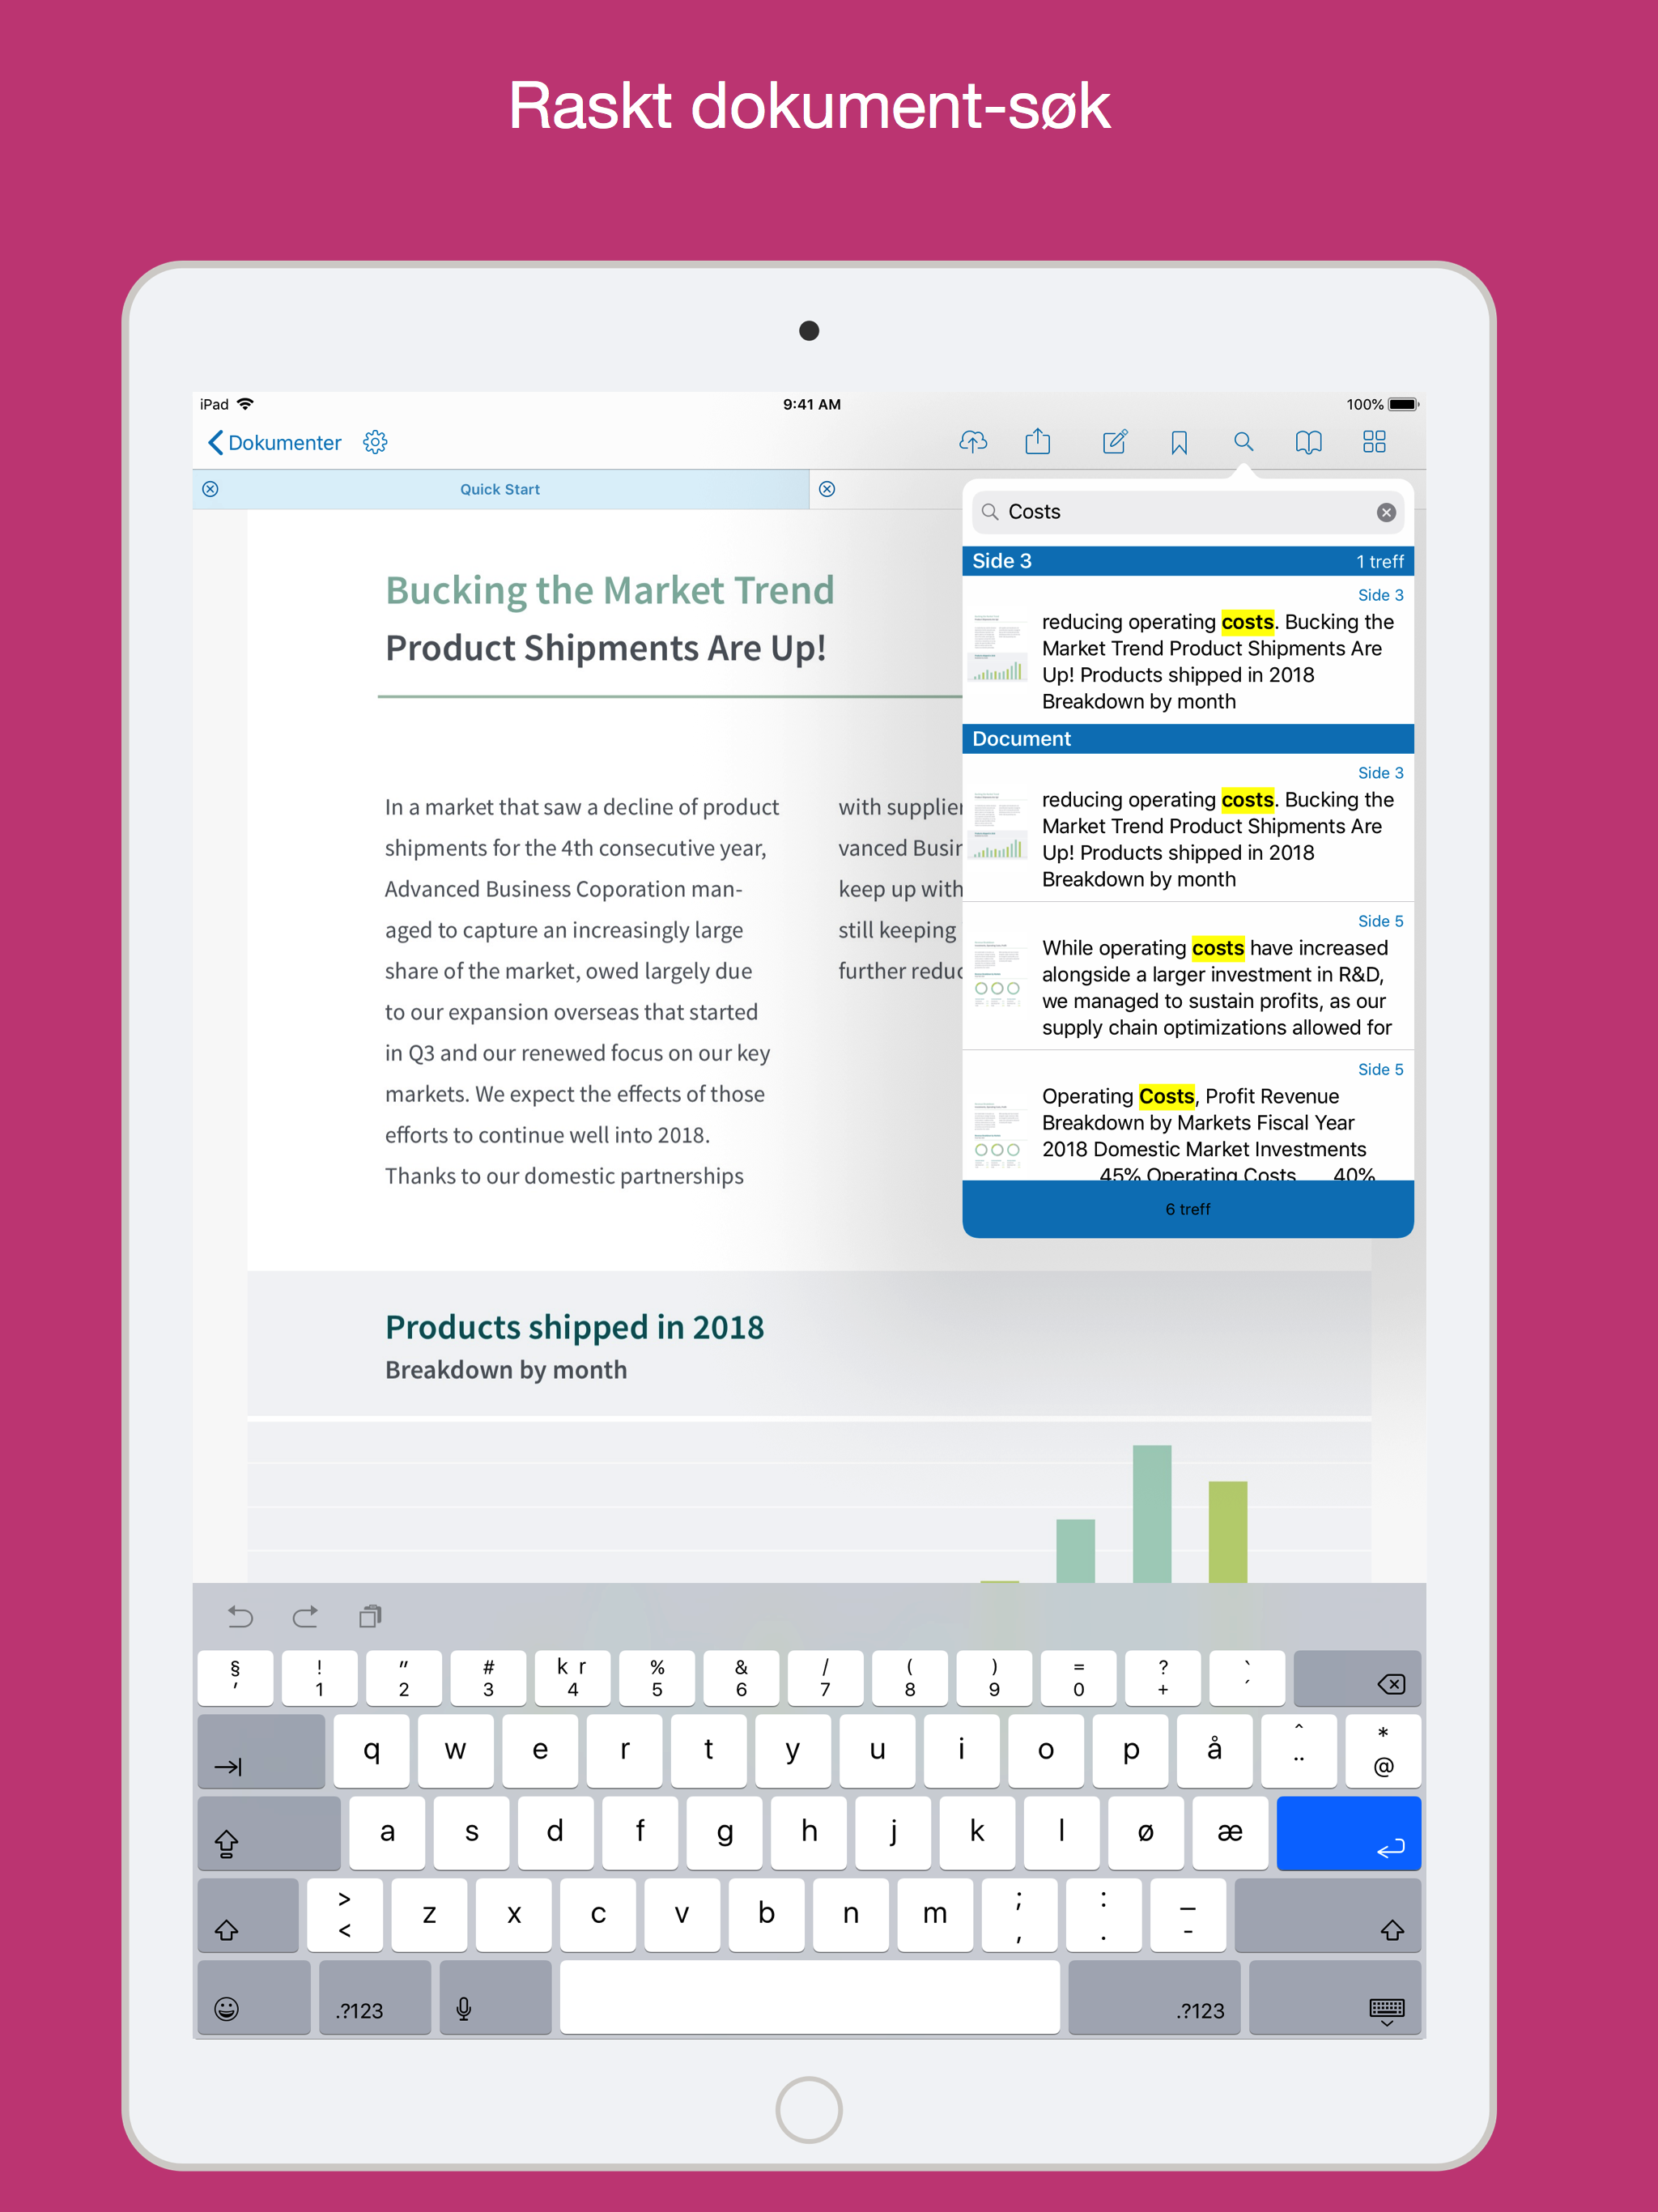 Raskt dokument-søk
iPad
9:41 AM
100%
Dokumenter
Quick Start
Costs
Side 3 1 treff
Side 3
reducing operating costs. Bucking the
Market Trend Product Shipments Are
Up! Products shipped in 2018
Breakdown by month
Document
Side 3
reducing operating costs. Bucking the
Market Trend Product Shipments Are
Up! Products shipped in 2018
Breakdown by month
Side 5
While operating costs have increased
alongside a larger investment in R&D,
we managed to sustain profits, as our
supply chain optimizations allowed for
Side 5
Operating Costs, Profit Revenue
Breakdown by Markets Fiscal Year
2018 Domestic Market Investments
45% Operating Costs 40%
6 treff
Bucking the Market Trend
Product Shipments Are Up!
In a market that saw a decline of product
shipments for the 4th consecutive year,
Advanced Business Coporation man-
aged to capture an increasingly large
share of the market, owed largely due
to our expansion overseas that started
in Q3 and our renewed focus on our key
markets. We expect the effects of those
efforts to continue well into 2018.
Thanks to our domestic partnerships
with supplier
vanced Busin
keep up with
still keeping
further reduc
Products shipped in 2018
Breakdown by month
§ ! " # k r % & / ( ) = ? `
' 1 2 3 4 5 6 7 8 9 0 + ´
q w e r t y u i o p å ^ ¨ * @
a s d f g h j k l ø æ
> < z x c v b n m ; , : . _ -
.?123 .?123